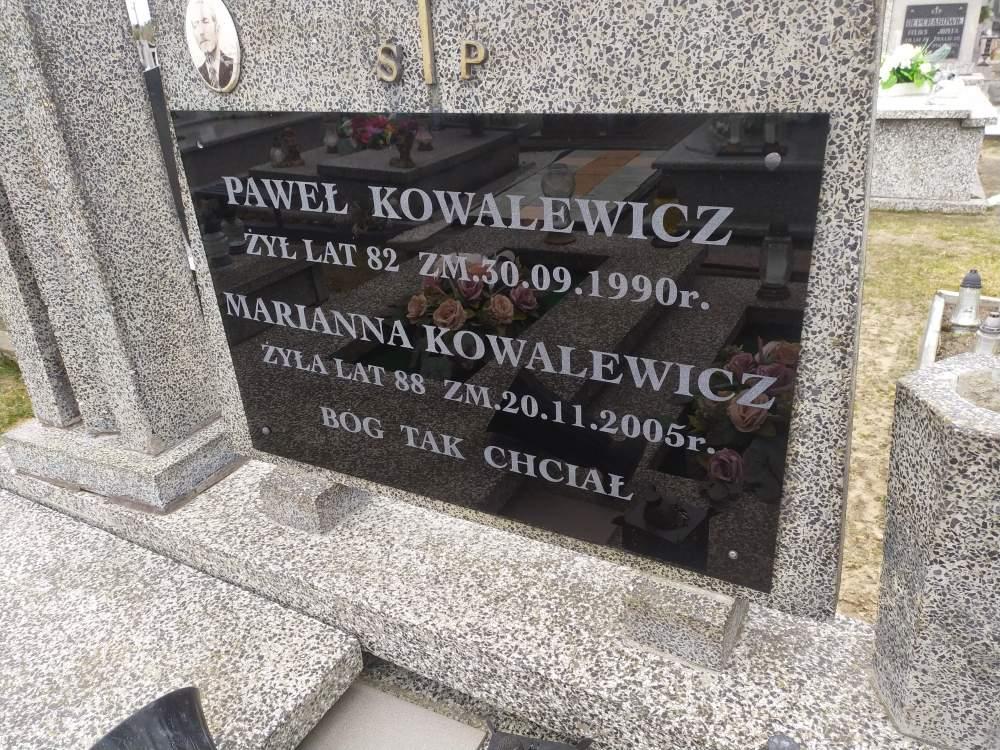 S P
PAWEŁ KOWALEWICZ
ŻYŁ LAT 82 ZM.30.09.1990r.
MARIANNA KOWALEWICZ
ŻYŁA LAT 88 ZM.20.11.2005r.
BÓG TAK CHCIAŁ